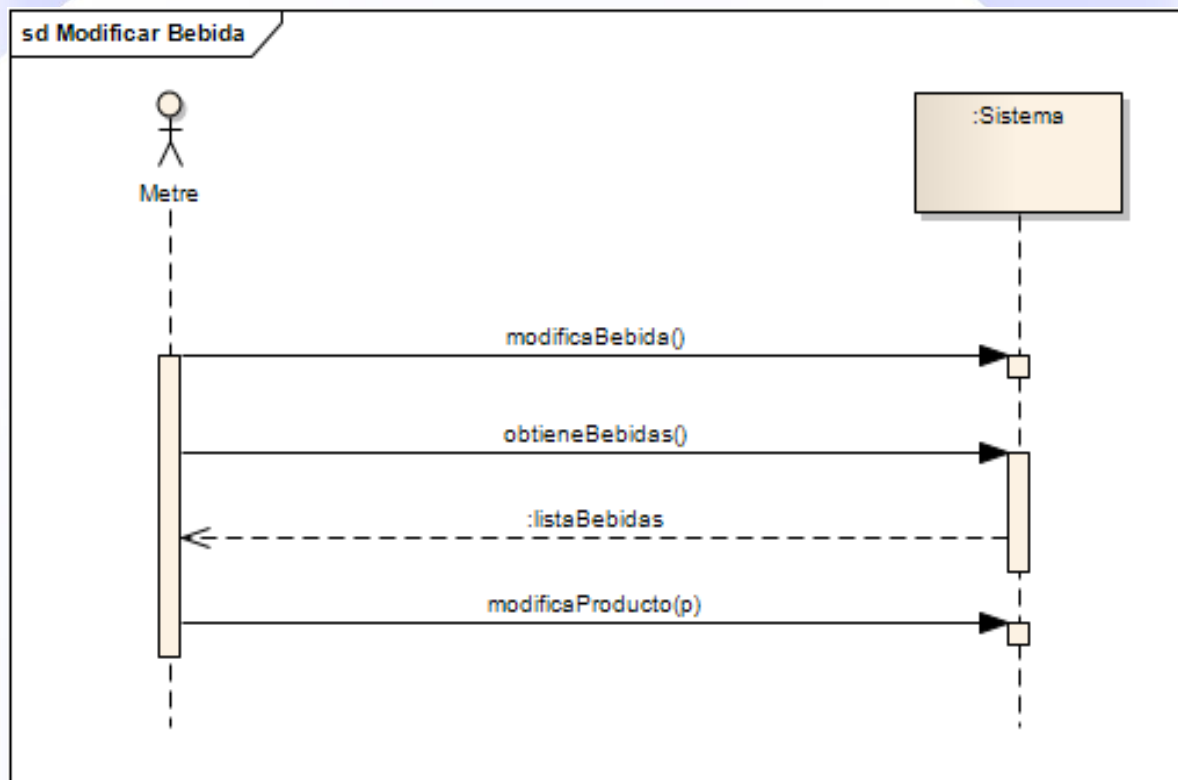 sd Modificar Bebida
:Sistema
Metre
modificaBebida()
obtieneBebidas()
:listaBebidas
modificaProducto(p)